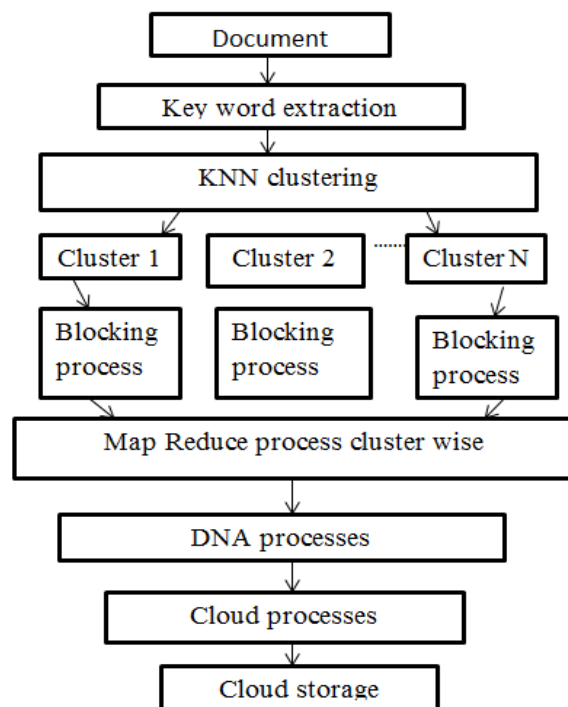 Document
Key word extraction
KNN clustering
Cluster 1
Cluster 2
Cluster N
Blocking
process
Blocking
process
Blocking
process
Map Reduce process cluster wise
DNA processes
Cloud processes
Cloud storage